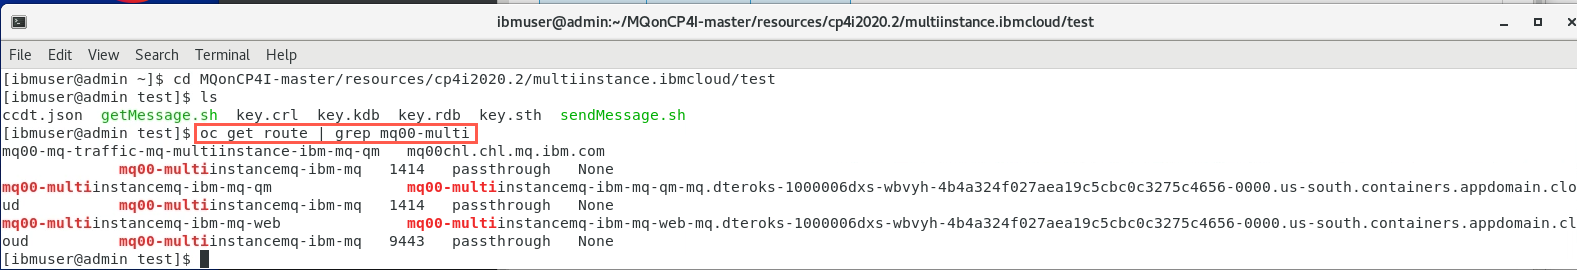 ibmuser@admin:~/MQonCP4I-master/resources/cp4i2020.2/multiinstance.ibmcloud/test
File Edit View Search Terminal Help
[ibmuser@admin ~]$ cd MQonCP4I-master/resources/cp4i2020.2/multiinstance.ibmcloud/test
[ibmuser@admin test]$ ls
ccdt.json getMessage.sh key.crl key.kdb key.rdb key.sth sendMessage.sh
[ibmuser@admin test]$ oc get route | grep mq00-multi
mq00-mq-traffic-mq-multiinstance-ibm-mq-qm mq00chl.chl.mq.ibm.com
mq00-multiinstancemq-ibm-mq 1414 passthrough None
mq00-multiinstancemq-ibm-mq-qm mq00-multiinstancemq-ibm-mq-qm-mq.dteroks-1000006dxs-wbvyh-4b4a324f027aea19c5cbc0c3275c4656-0000.us-south.containers.appdomain.clo
ud mq00-multiinstancemq-ibm-mq 1414 passthrough None
mq00-multiinstancemq-ibm-mq-web mq00-multiinstancemq-ibm-mq-web-mq.dteroks-1000006dxs-wbvyh-4b4a324f027aea19c5cbc0c3275c4656-0000.us-south.containers.appdomain.cl
oud mq00-multiinstancemq-ibm-mq 9443 passthrough None
[ibmuser@admin test]$